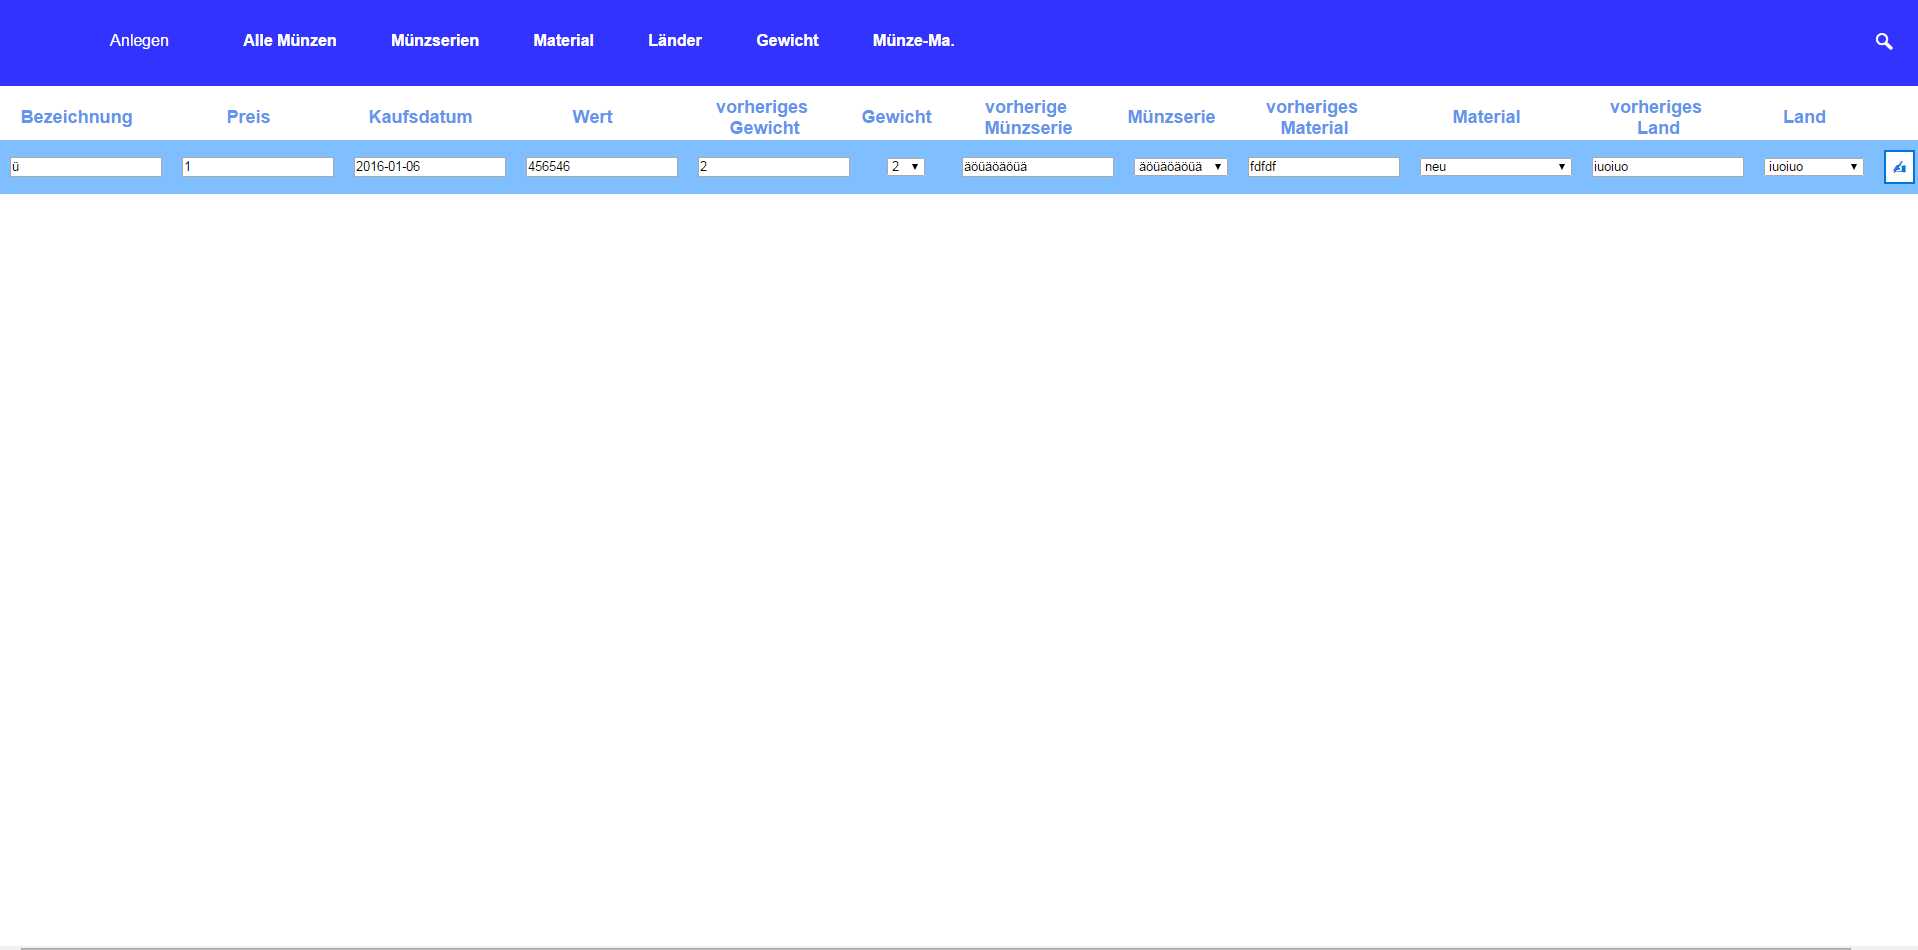 Anlegen Alle Münzen Münzserien Material Länder Gewicht Münze-Ma.
Bezeichnung Preis Kaufsdatum Wert vorheriges Gewicht Gewicht vorherige Münzserie Münzserie vorheriges Material Material vorheriges Land Land
ü 1 2016-01-06 456546 2 2 äöüäöäöüä äöüäöäöüä fdfdf neu iuoiuo iuoiuo